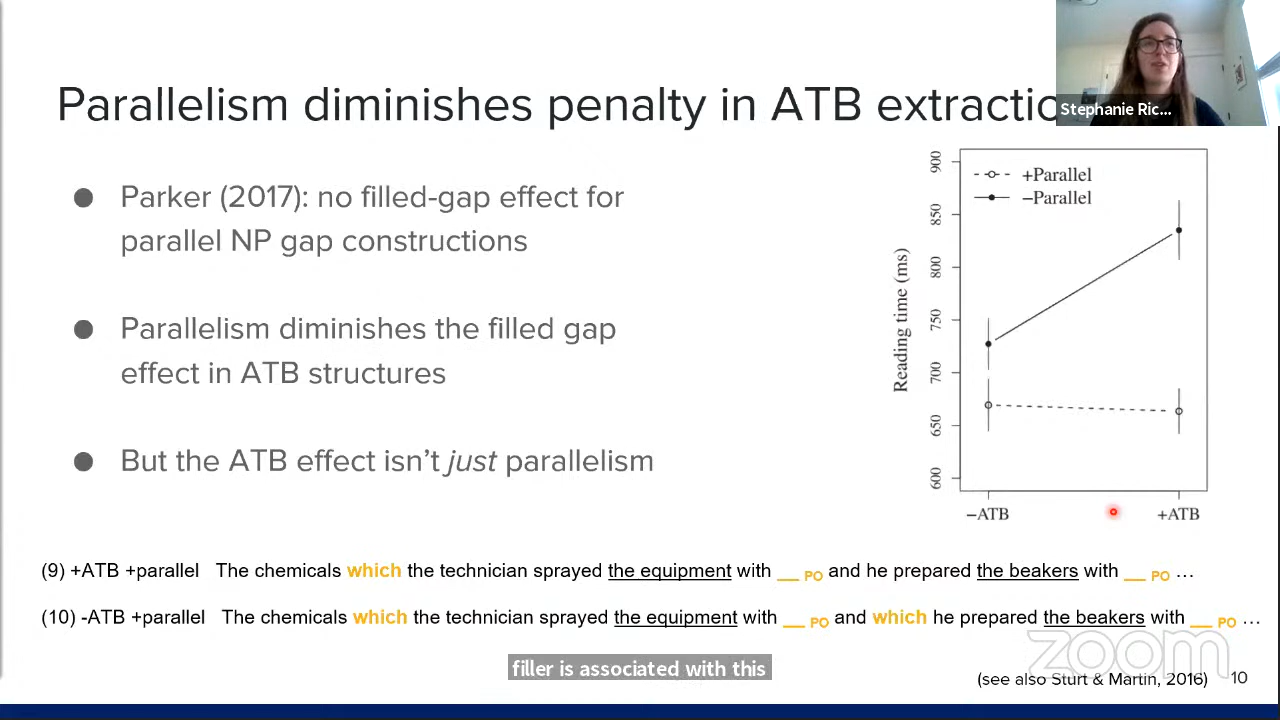 Parallelism diminishes penalty in ATB extractio
Stephanie Ric...
● Parker (2017): no filled-gap effect for
parallel NP gap constructions
● Parallelism diminishes the filled gap
effect in ATB structures
● But the ATB effect isn't just parallelism
+Parallel
−Parallel
Reading time (ms)
900
850
800
750
700
650
600
−ATB
+ATB
(9) +ATB +parallel The chemicals which the technician sprayed the equipment with __ PO and he prepared the beakers with __ PO …
(10) -ATB +parallel The chemicals which the technician sprayed the equipment with __ PO and which he prepared the beakers with __ PO …
filler is associated with this
zoom
(see also Sturt & Martin, 2016)
10